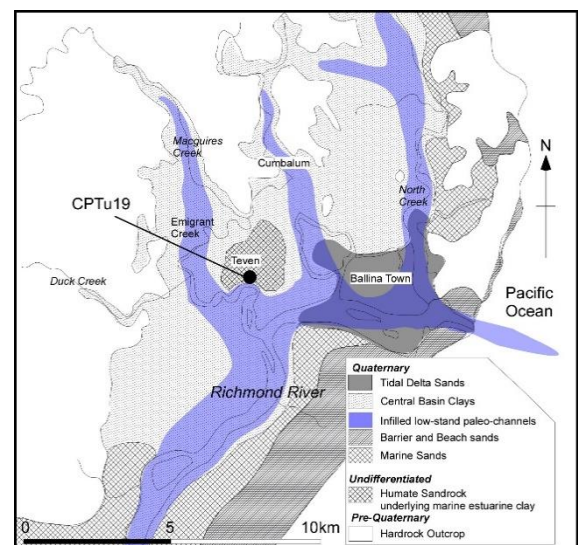 Macguires
Creek
Cumbalum
CPTu19
N
North
Creek
Emigrant
Creek
Teven
Duck Creek
Ballina Town
Pacific
Ocean
Richmond River
Quaternary
Tidal Delta Sands
Central Basin Clays
Infilled low-stand paleo-channels
Barrier and Beach sands
Marine Sands
Undifferentiated
Humate Sandrock
underlying marine estuarine clay
Pre-Quaternary
Hardrock Outcrop
0 5 10km